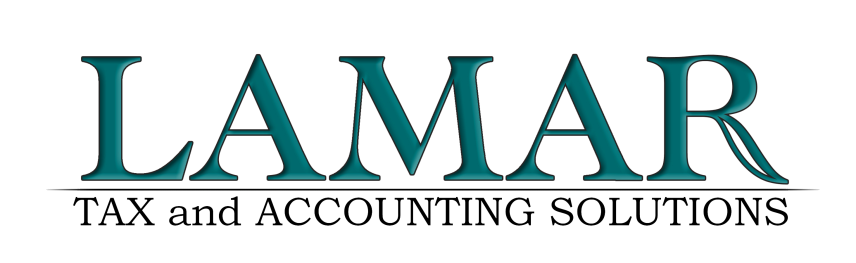 LAMAR
TAX and ACCOUNTING SOLUTIONS